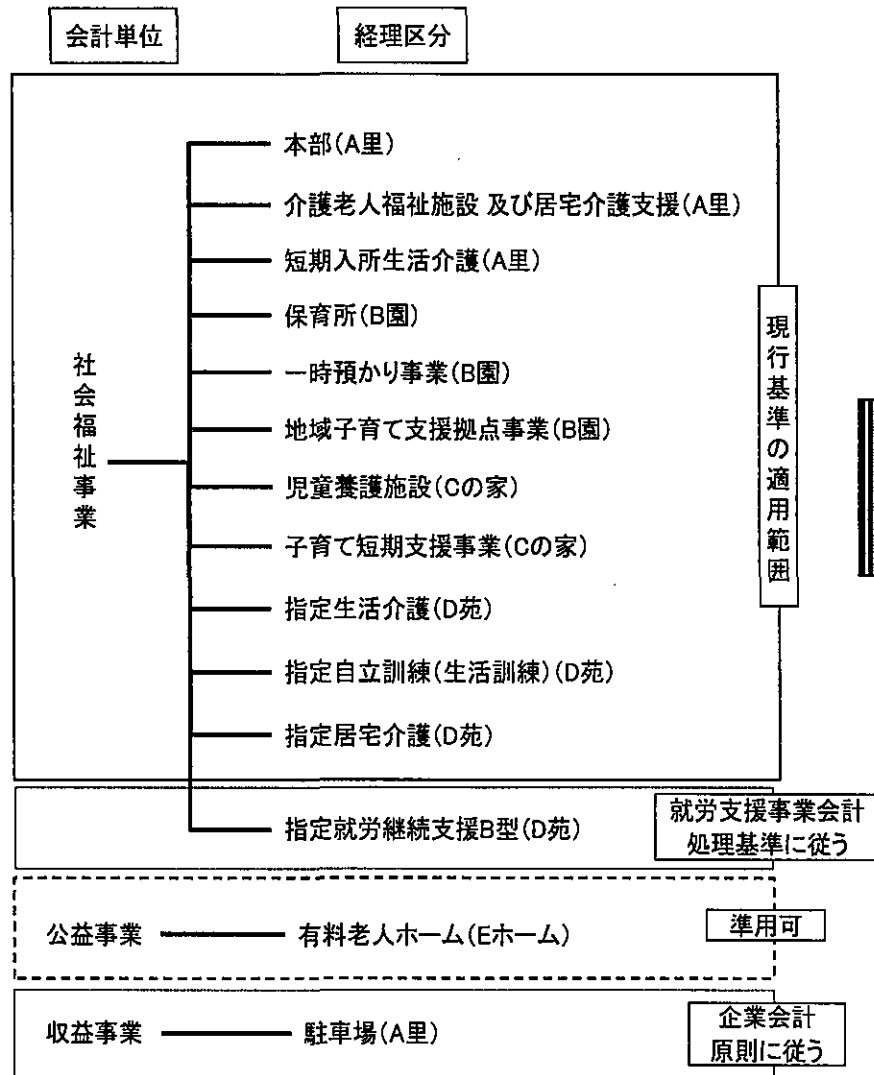 会計単位
経理区分
本部(A里)
介護老人福祉施設 及び居宅介護支援(A里)
短期入所生活介護(A里)
保育所(B園)
一時預かり事業(B園)
地域子育て支援拠点事業(B園)
児童養護施設(Cの家)
子育て短期支援事業(Cの家)
指定生活介護(D苑)
指定自立訓練(生活訓練)(D苑)
指定居宅介護(D苑)
社会福祉事業
現行基準の適用範囲
指定就労継続支援B型(D苑)
就労支援事業会計
処理基準に従う
公益事業
有料老人ホーム(Eホーム)
準用可
収益事業
駐車場(A里)
企業会計
原則に従う